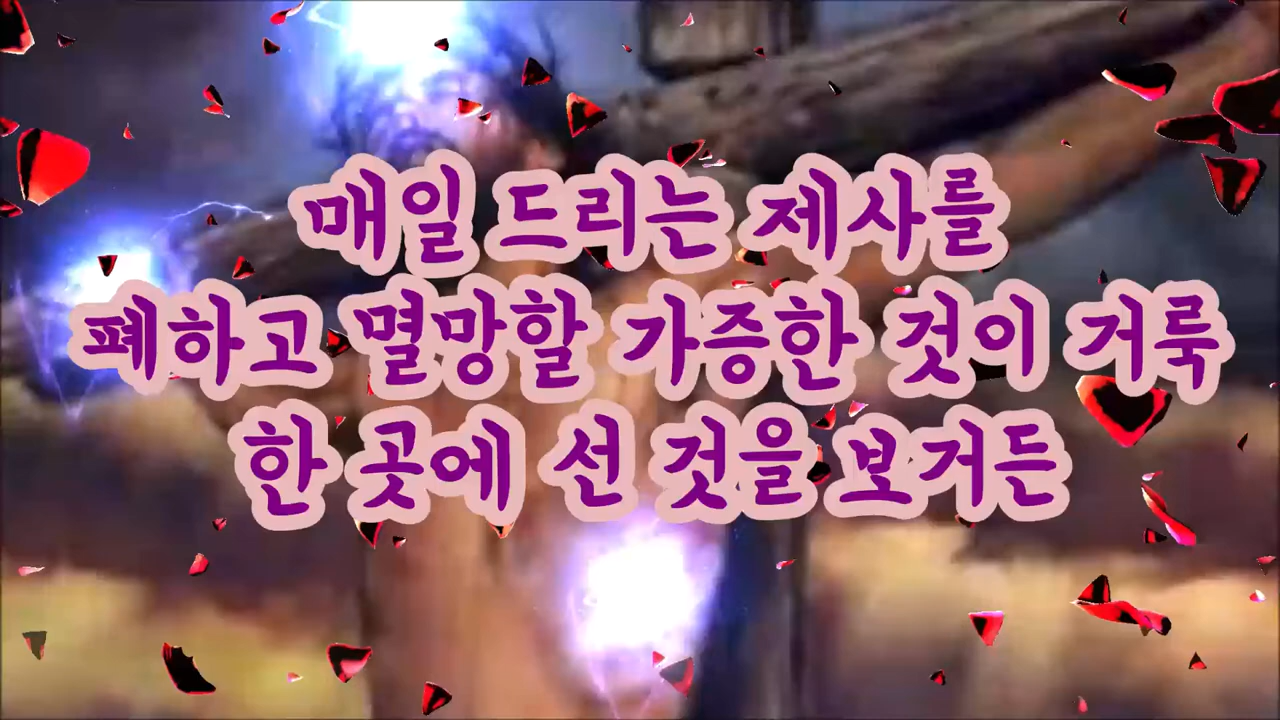 매일 드리는 제사를
폐하고 멸망할 가증한 것이 거룩
한 곳에 선 것을 보거든